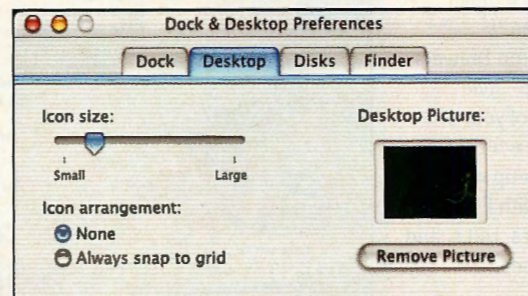 Dock & Desktop Preferences
Dock Desktop Disks Finder
Icon size:
Desktop Picture:
Small Large
Icon arrangement:
None
Always snap to grid
Remove Picture